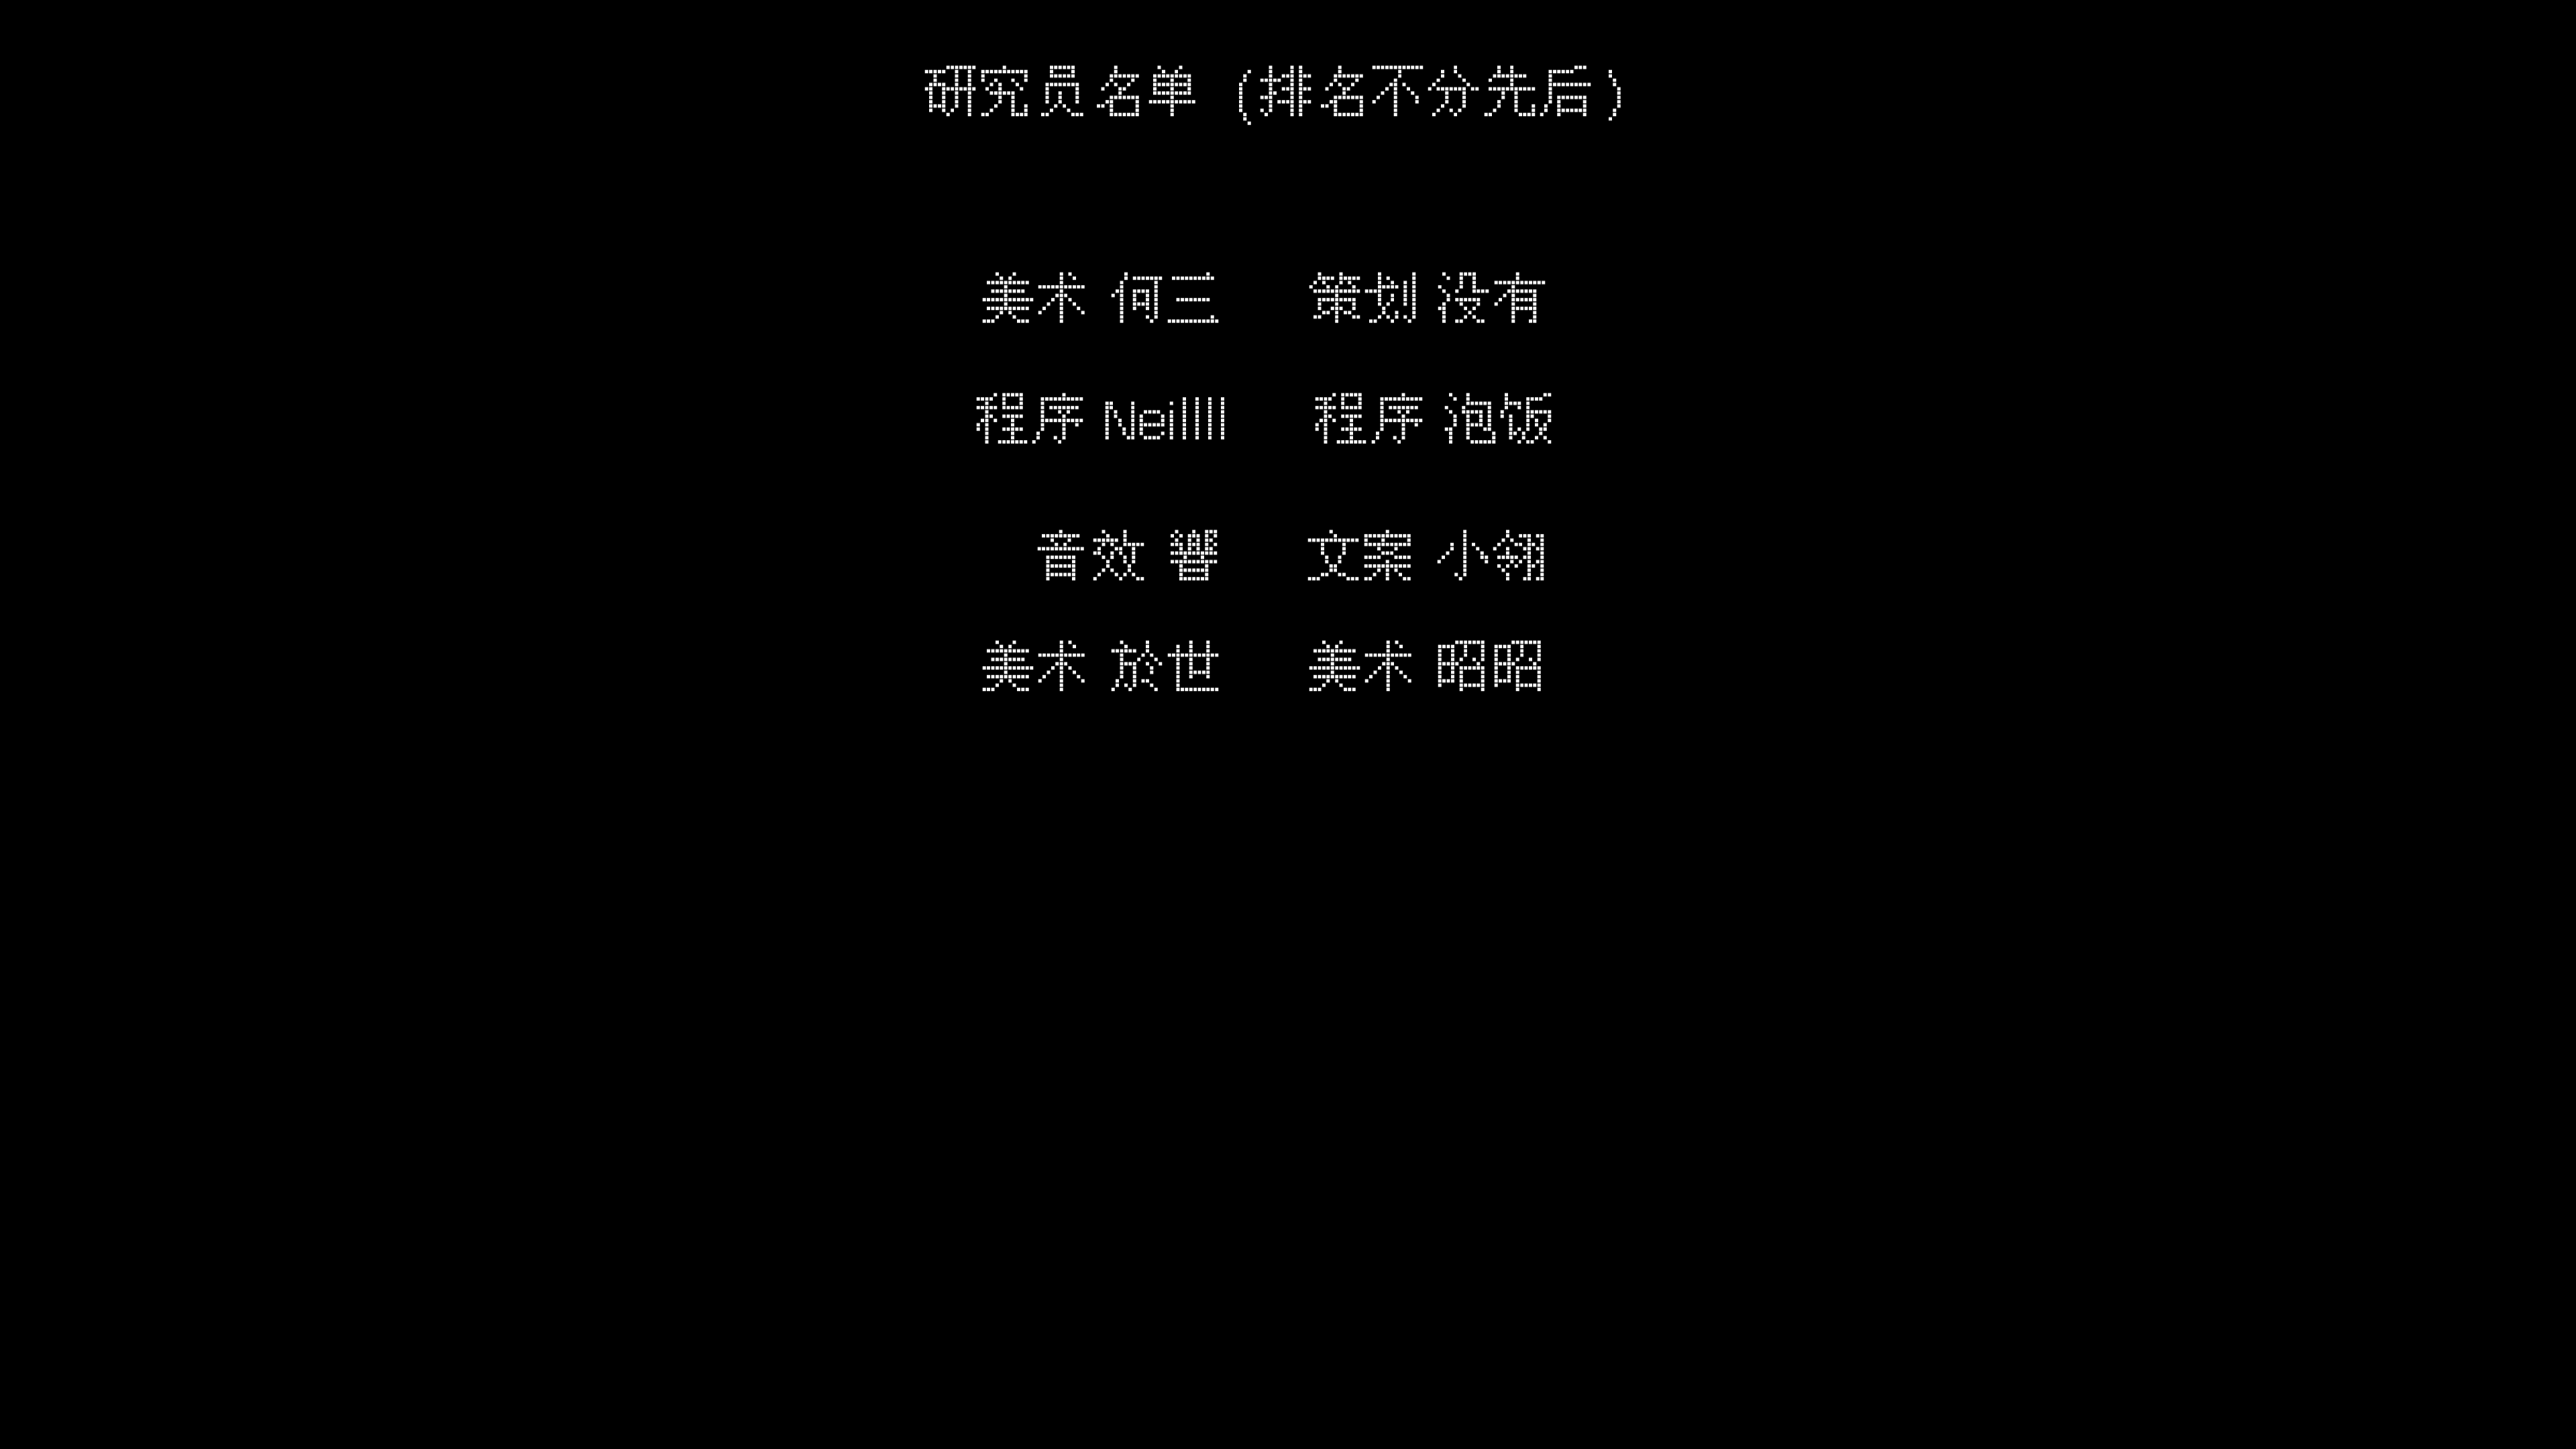 研究员名单 (排名不分先后)
美术 何三 策划 没有
程序 Neillll 程序 泡饭
音效 響 文案 小翎
美术 於世 美术 昭昭